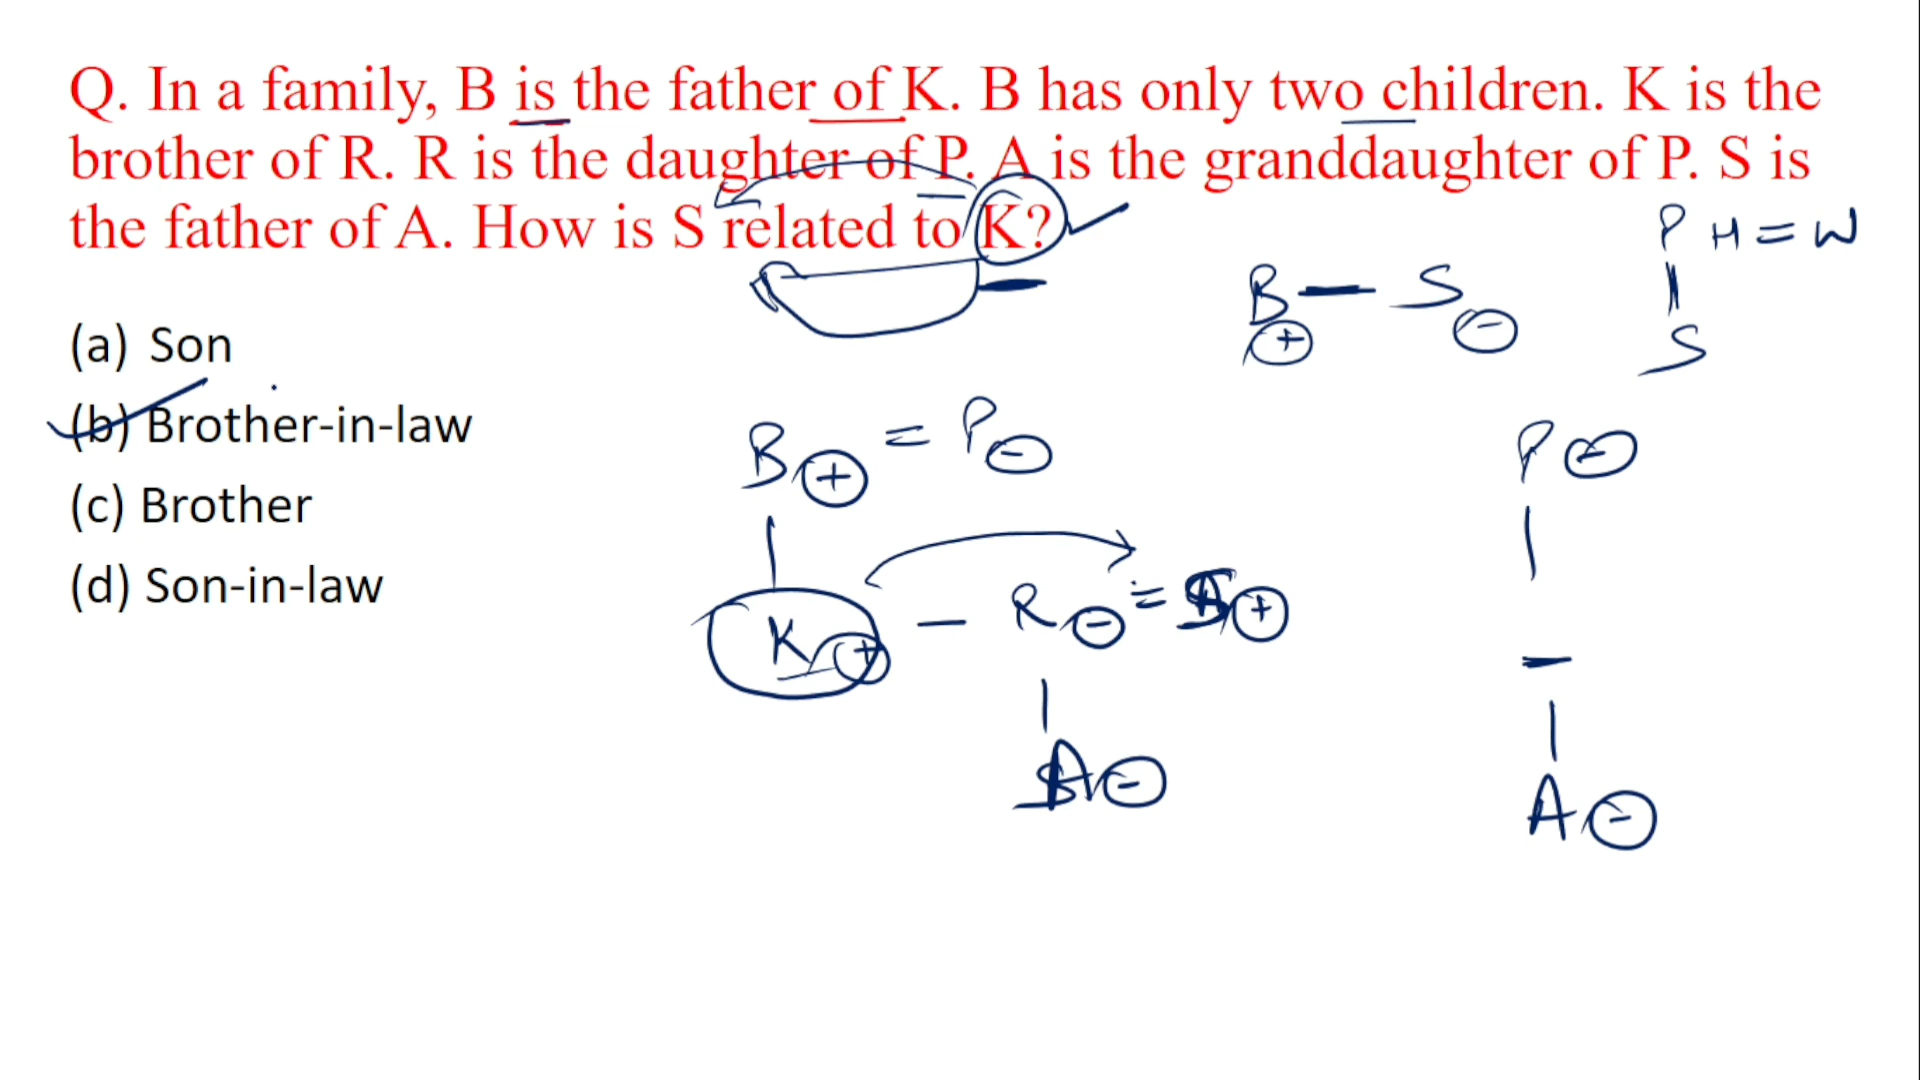 Q. In a family, B is the father of K. B has only two children. K is the
brother of R. R is the daughter of P. A is the granddaughter of P. S is
the father of A. How is S related to K?
P H = W
B — S
+ -
S
(a) Son
(b) Brother-in-law
(c) Brother
(d) Son-in-law
B + = P -
P -
K + — R - = S +
A -
A -